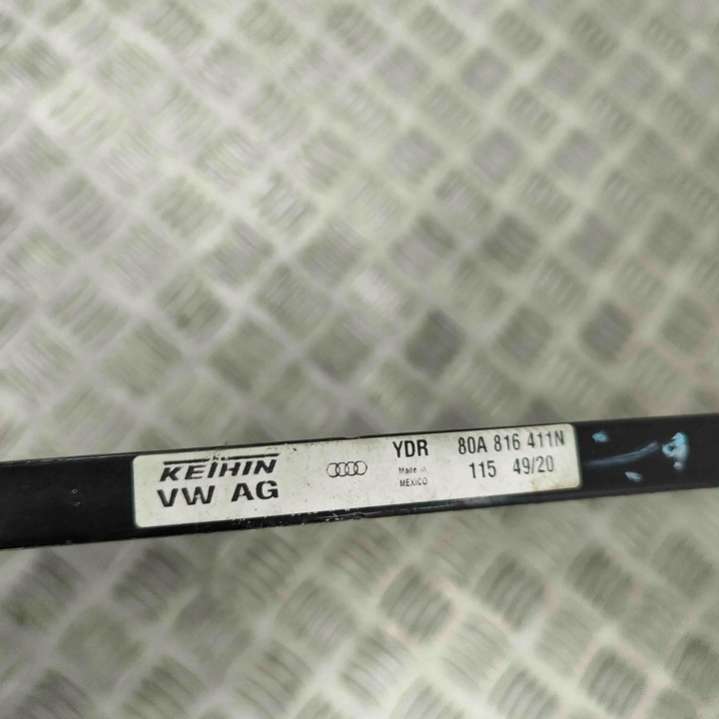 KEIHIN
VW AG
YDR 80A 816 411N
Made in
MEXICO
115 49/20